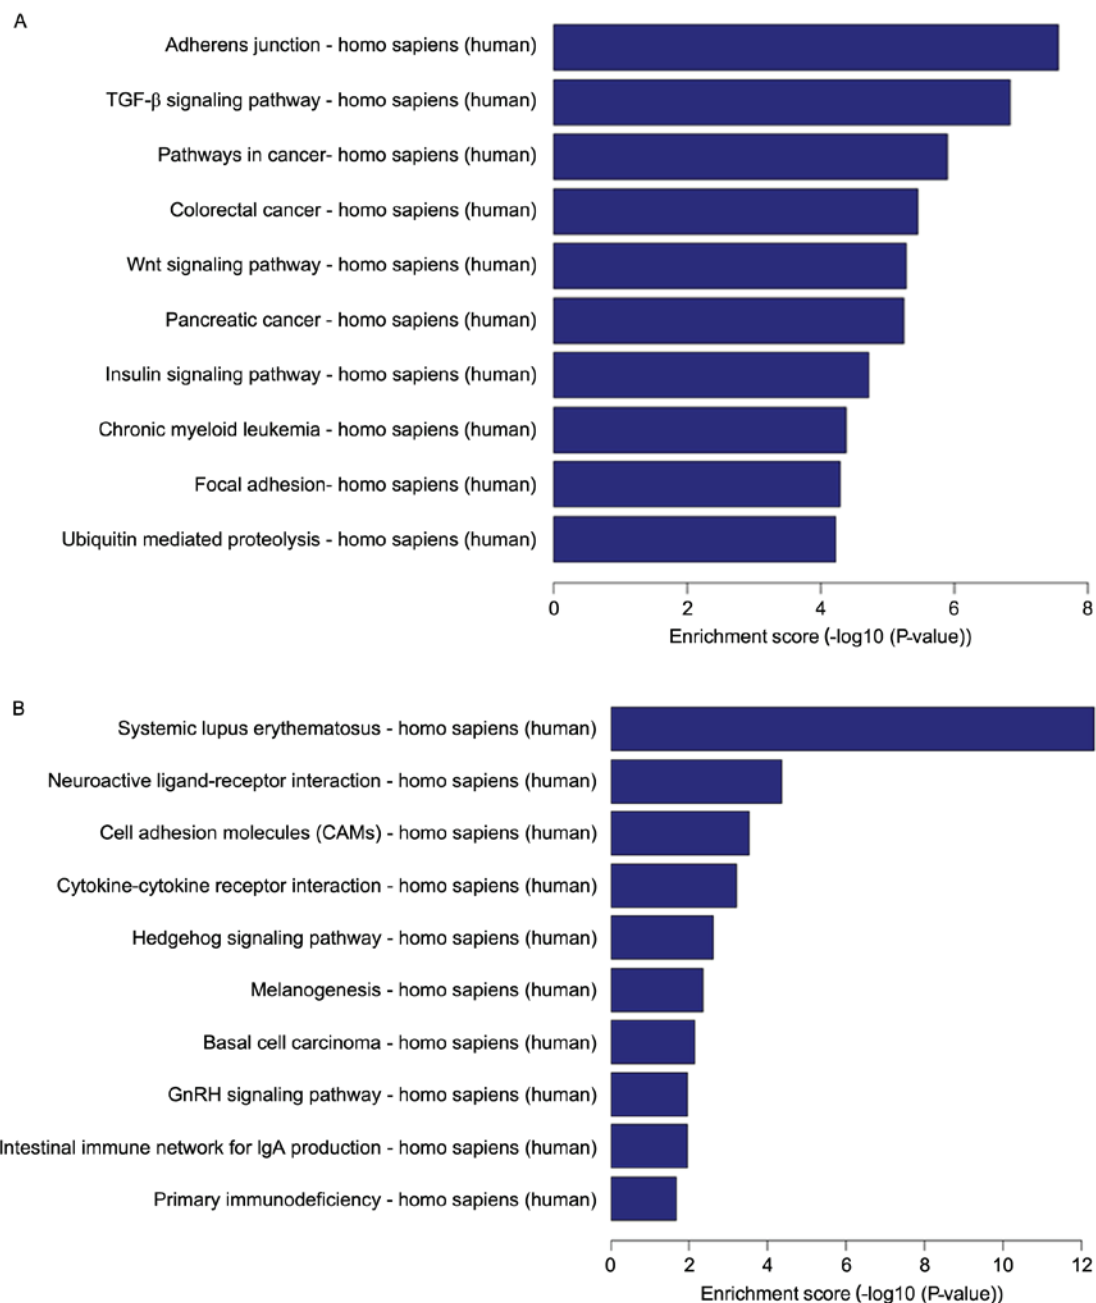 A
Adherens junction - homo sapiens (human)
TGF-β signaling pathway - homo sapiens (human)
Pathways in cancer- homo sapiens (human)
Colorectal cancer - homo sapiens (human)
Wnt signaling pathway - homo sapiens (human)
Pancreatic cancer - homo sapiens (human)
Insulin signaling pathway - homo sapiens (human)
Chronic myeloid leukemia - homo sapiens (human)
Focal adhesion- homo sapiens (human)
Ubiquitin mediated proteolysis - homo sapiens (human)
0 2 4 6 8
Enrichment score (-log10 (P-value))
B
Systemic lupus erythematosus - homo sapiens (human)
Neuroactive ligand-receptor interaction - homo sapiens (human)
Cell adhesion molecules (CAMs) - homo sapiens (human)
Cytokine-cytokine receptor interaction - homo sapiens (human)
Hedgehog signaling pathway - homo sapiens (human)
Melanogenesis - homo sapiens (human)
Basal cell carcinoma - homo sapiens (human)
GnRH signaling pathway - homo sapiens (human)
Intestinal immune network for IgA production - homo sapiens (human)
Primary immunodeficiency - homo sapiens (human)
0 2 4 6 8 10 12
Enrichment score (-log10 (P-value))